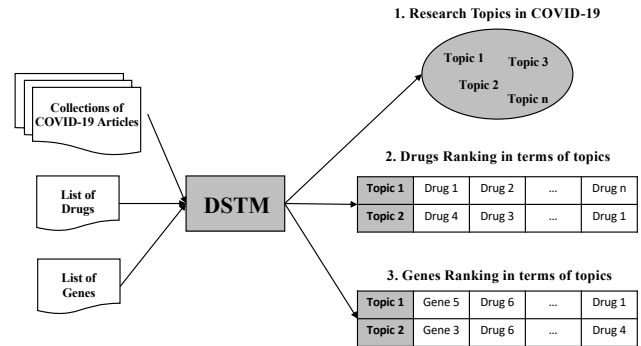 1. Research Topics in COVID-19
Topic 1
Topic 3
Topic 2
Topic n
Collections of
COVID-19 Articles
List of
Drugs
List of
Genes
DSTM
2. Drugs Ranking in terms of topics
Topic 1 Drug 1 Drug 2 ... Drug n
Topic 2 Drug 4 Drug 3 ... Drug 1
3. Genes Ranking in terms of topics
Topic 1 Gene 5 Drug 6 ... Drug 1
Topic 2 Gene 3 Drug 6 ... Drug 4